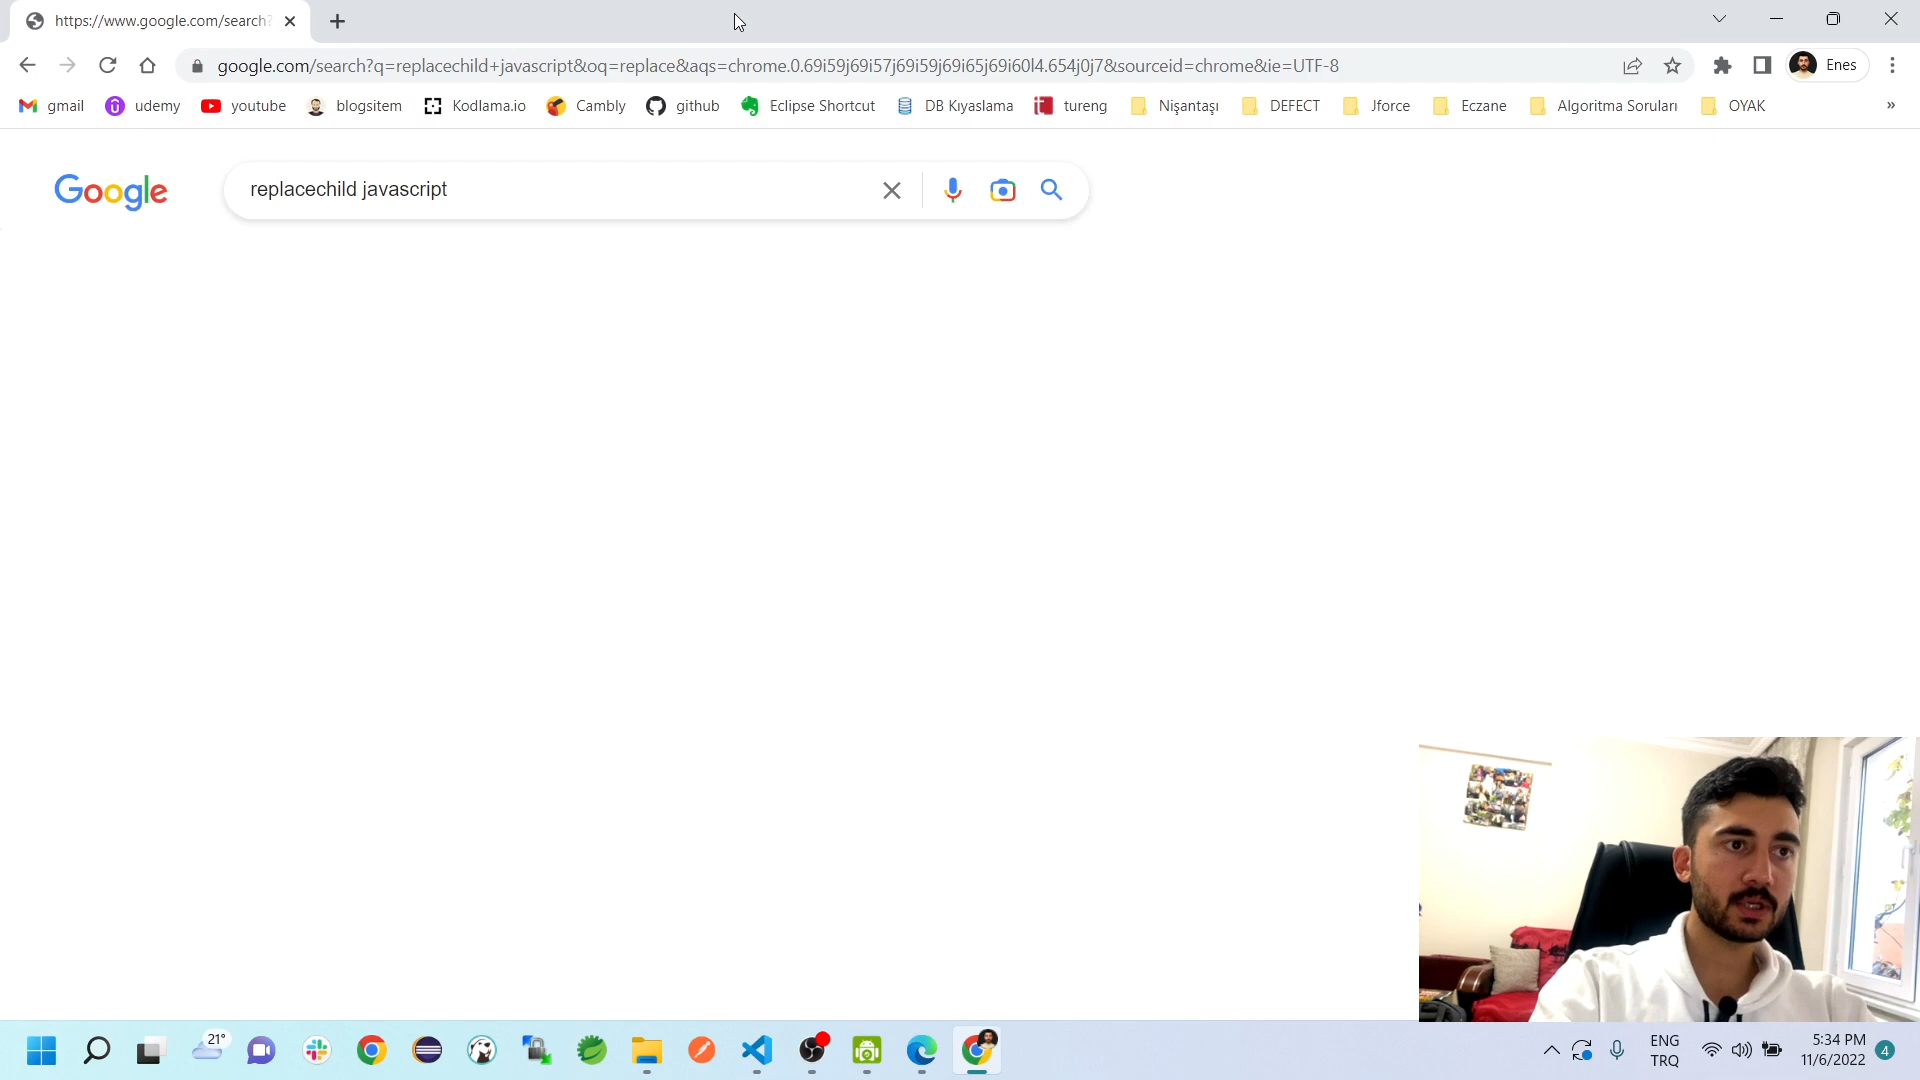 https://www.google.com/search?
google.com/search?q=replacechild+javascript&oq=replace&aqs=chrome.0.69i59j69i57j69i59j69i65j69i60l4.654j0j7&sourceid=chrome&ie=UTF-8
Enes
gmail udemy youtube blogsitem Kodlama.io Cambly github Eclipse Shortcut DB Kıyaslama tureng Nişantaşı DEFECT Jforce Eczane Algoritma Soruları OYAK »
Google replacechild javascript
21°
ENG
TRQ
5:34 PM
11/6/2022
4